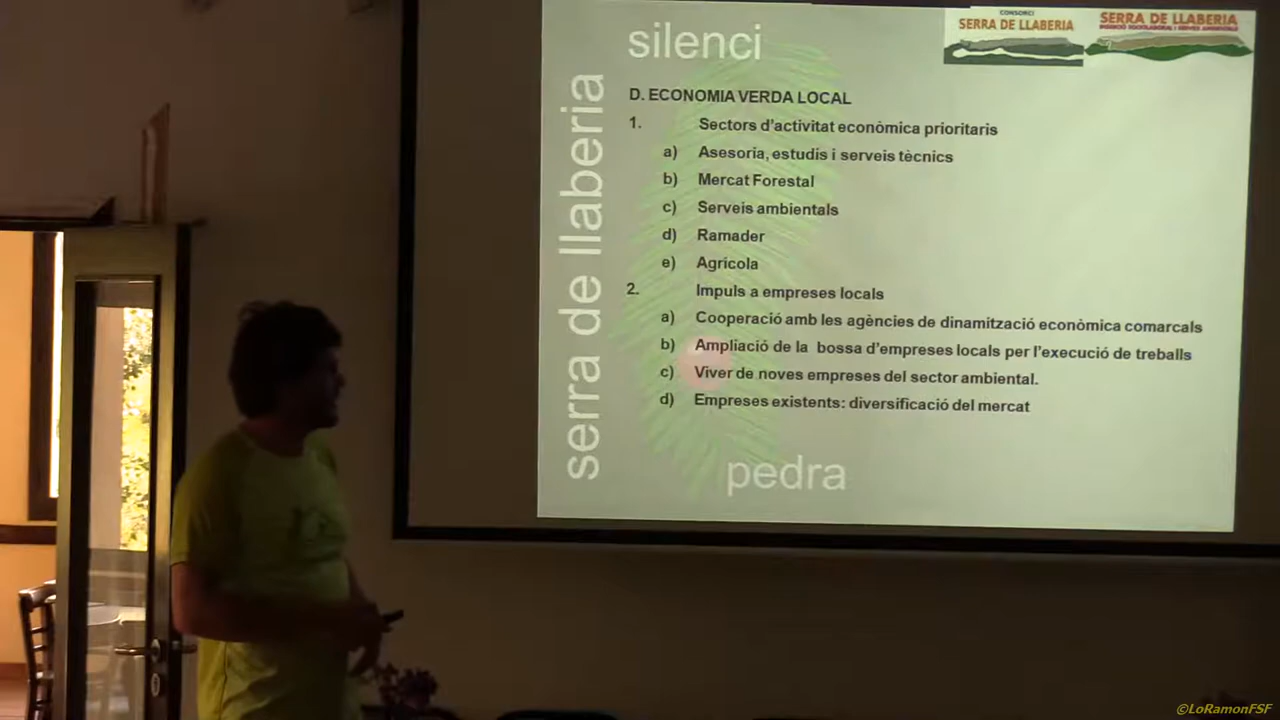 silenci
CONSORCI
SERRA DE LLABERIA
SERRA DE LLABERIA
serra de llaberia
D. ECONOMIA VERDA LOCAL
1. Sectors d'activitat econòmica prioritaris
a) Asesoria, estudis i serveis tècnics
b) Mercat Forestal
c) Serveis ambientals
d) Ramader
e) Agrícola
2. Impuls a empreses locals
a) Cooperació amb les agències de dinamització econòmica comarcals
b) Ampliació de la bossa d'empreses locals per l'execució de treballs
c) Viver de noves empreses del sector ambiental.
d) Empreses existents: diversificació del mercat
pedra
©LoRamonFSF